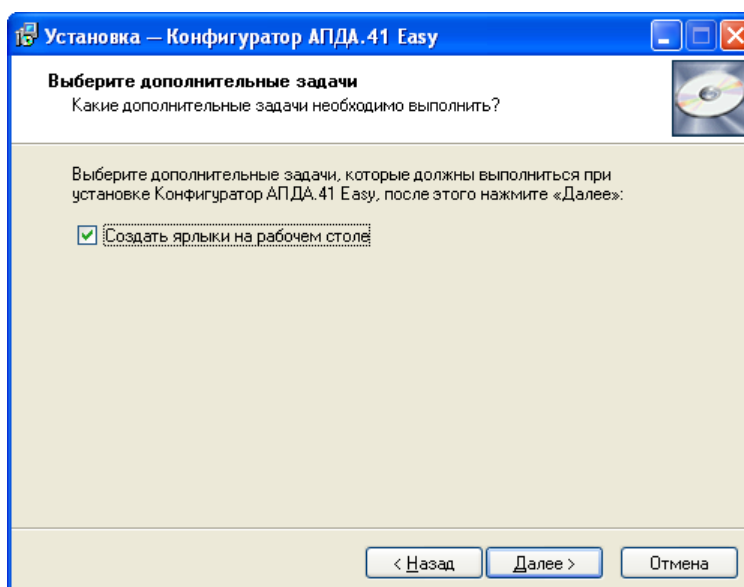 Установка — Конфигуратор АПДА.41 Easy
Выберите дополнительные задачи
Какие дополнительные задачи необходимо выполнить?
Выберите дополнительные задачи, которые должны выполниться при
установке Конфигуратор АПДА.41 Easy, после этого нажмите «Далее»:
Создать ярлыки на рабочем столе
< Назад Далее > Отмена